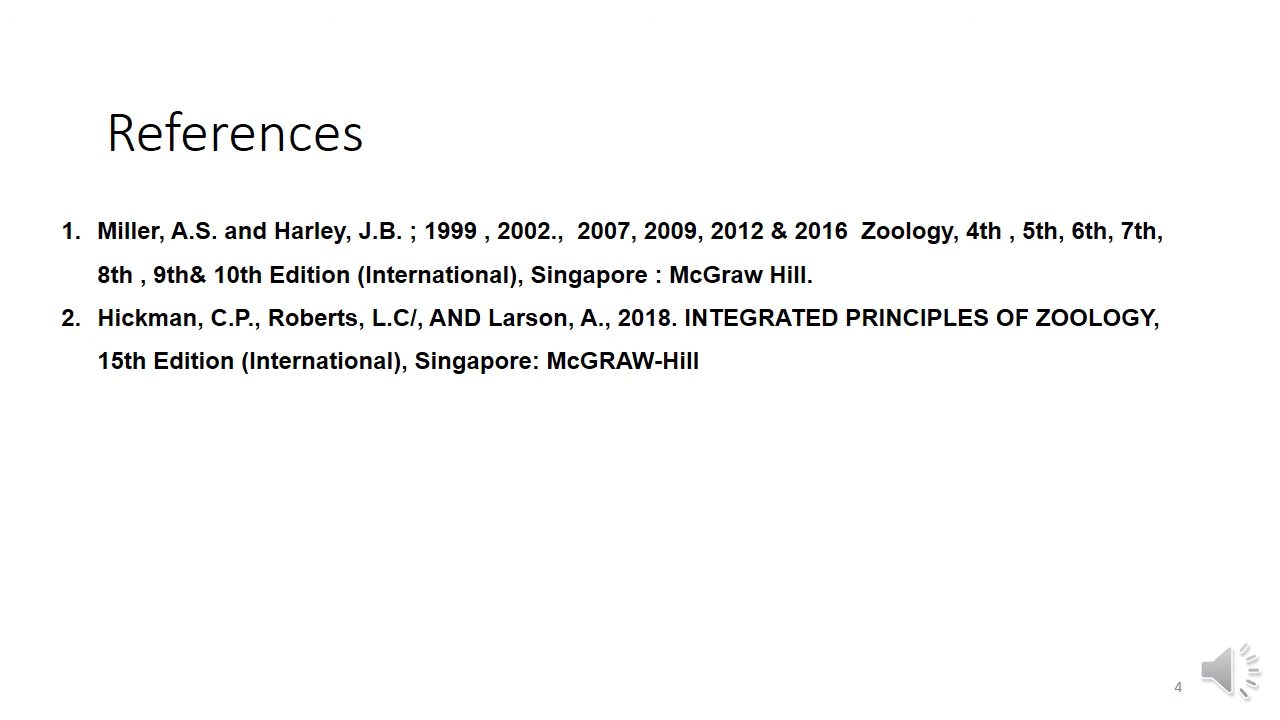 References
1. Miller, A.S. and Harley, J.B. ; 1999 , 2002., 2007, 2009, 2012 & 2016 Zoology, 4th , 5th, 6th, 7th,
8th , 9th& 10th Edition (International), Singapore : McGraw Hill.
2. Hickman, C.P., Roberts, L.C/, AND Larson, A., 2018. INTEGRATED PRINCIPLES OF ZOOLOGY,
15th Edition (International), Singapore: McGRAW-Hill
4